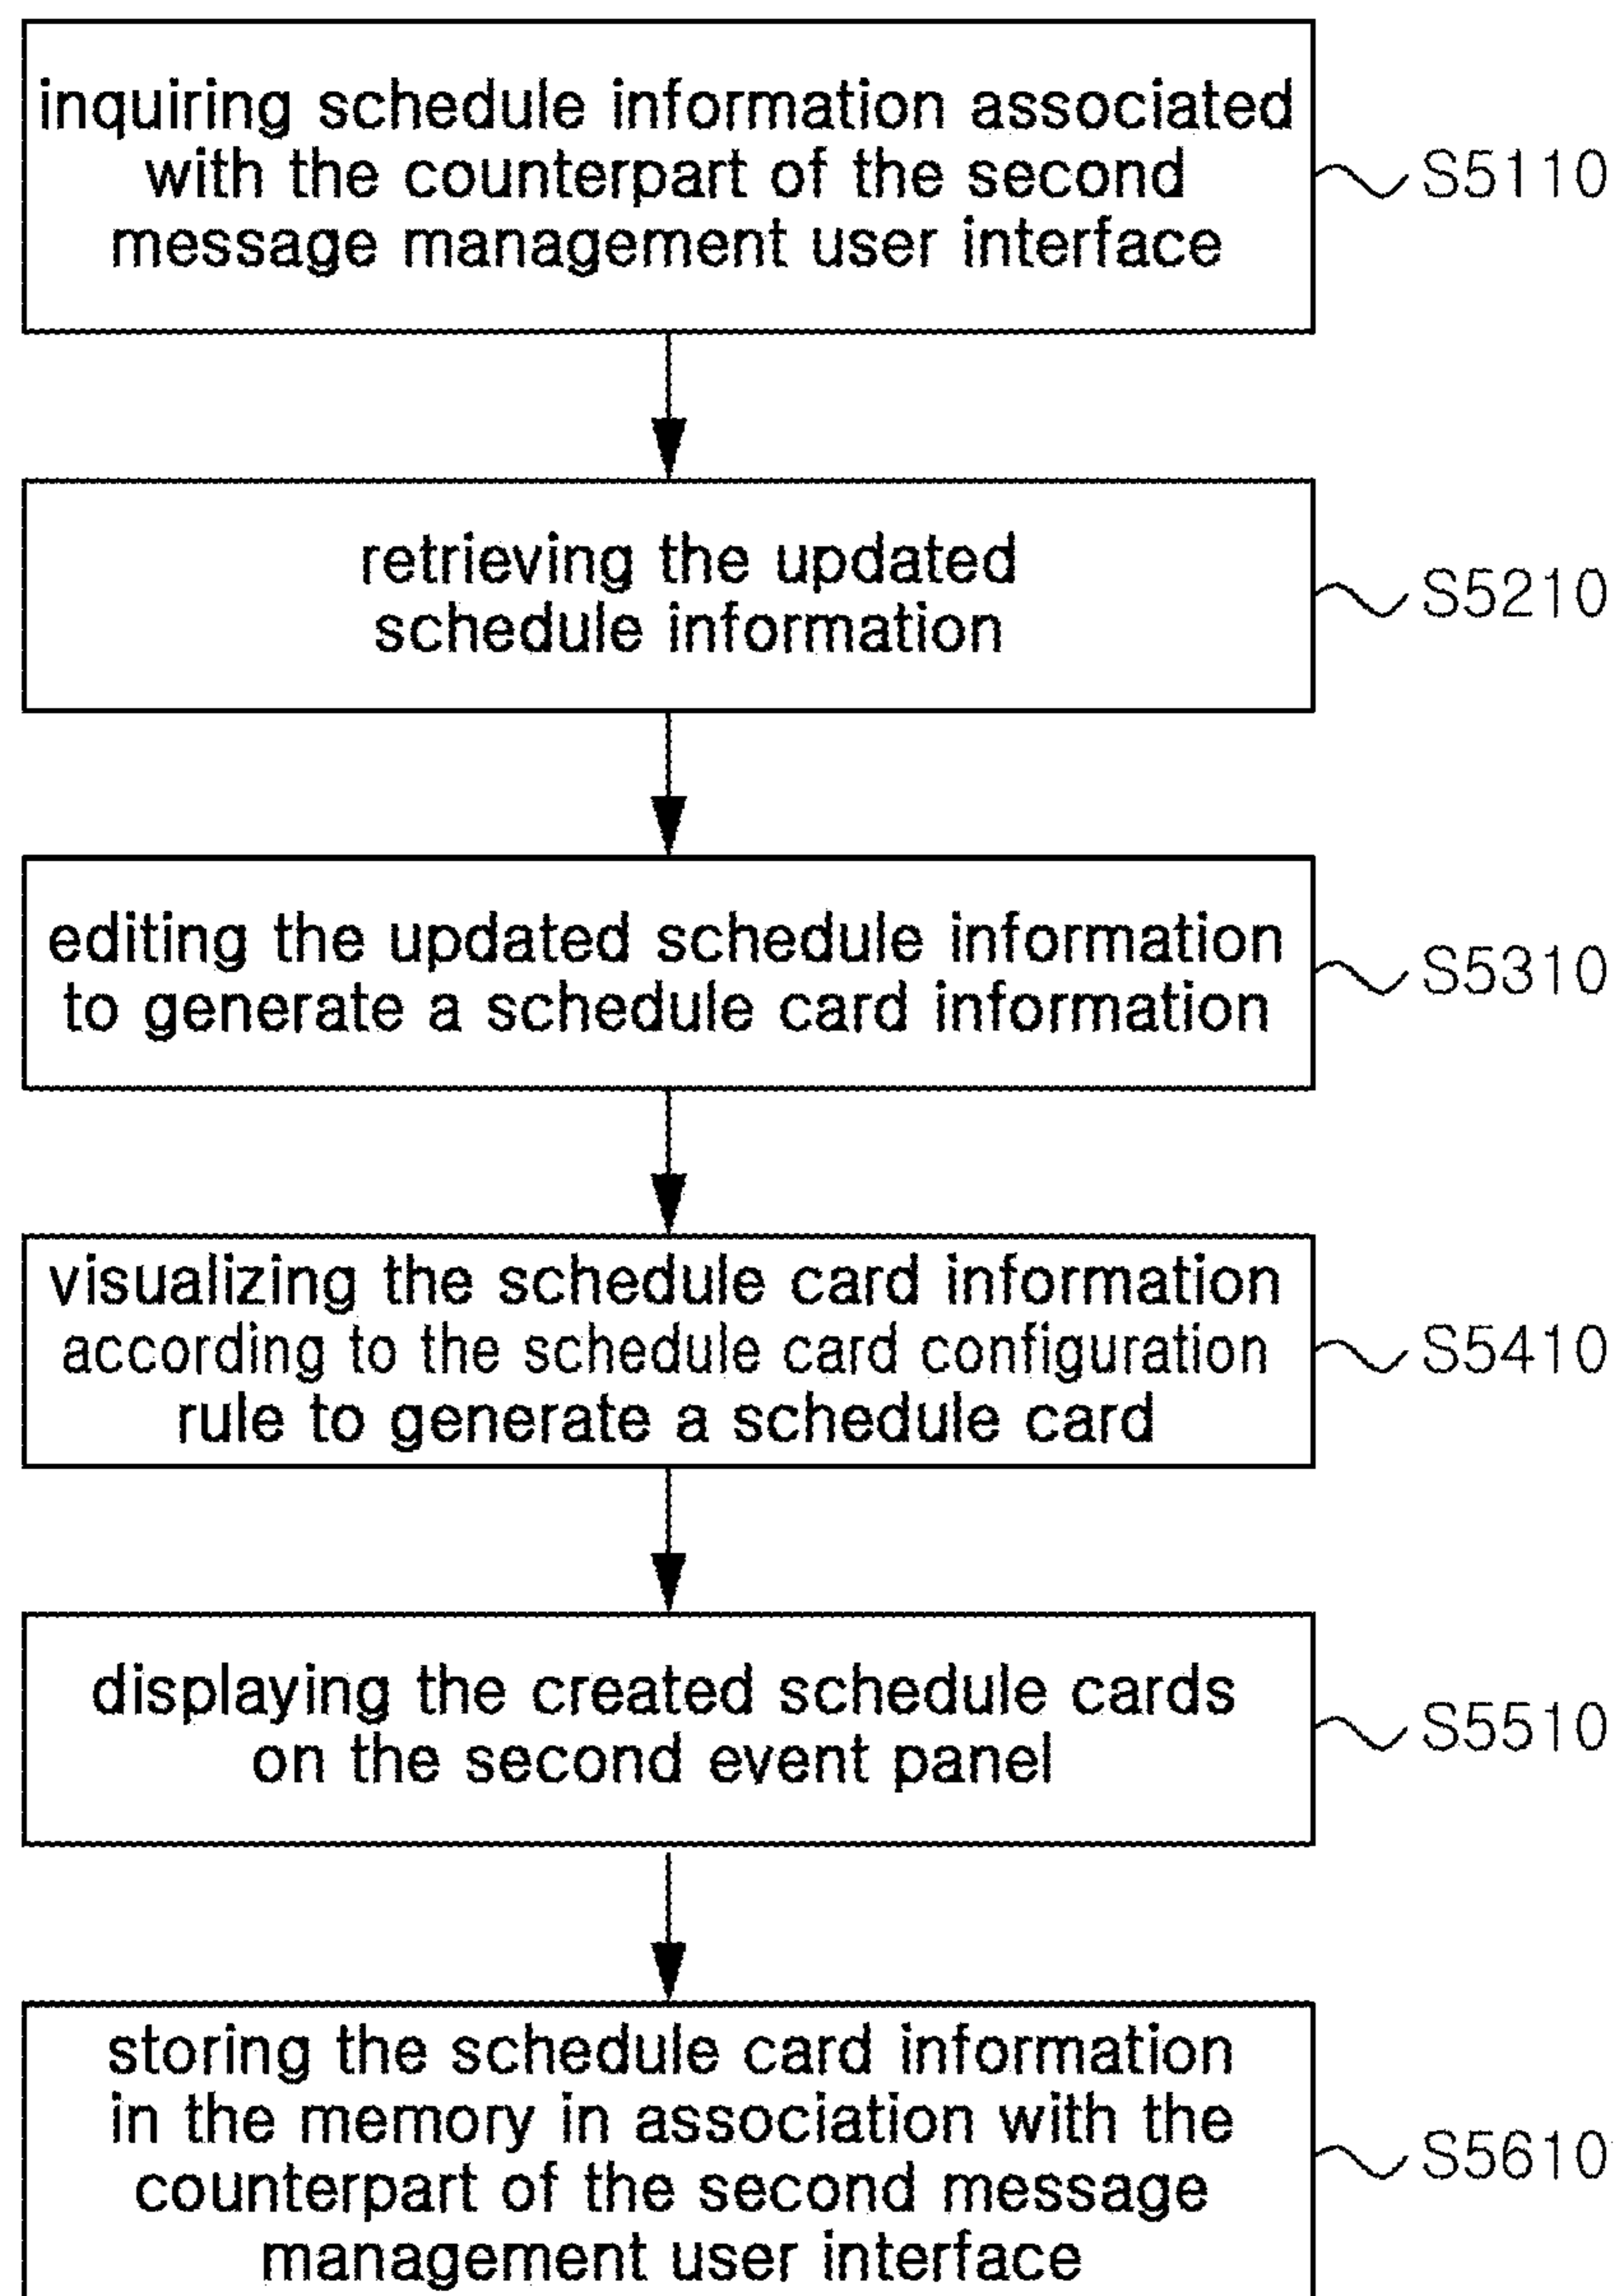 inquiring schedule information associated
with the counterpart of the second
message management user interface
S5110
retrieving the updated
schedule information
S5210
editing the updated schedule information
to generate a schedule card information
S5310
visualizing the schedule card information
according to the schedule card configuration
rule to generate a schedule card
S5410
displaying the created schedule cards
on the second event panel
S5510
storing the schedule card information
in the memory in association with the
counterpart of the second message
management user interface
S5610